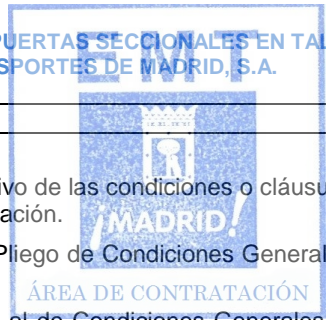 PUERTAS SECCIONALES EN TAL
SPORTES DE MADRID, S.A.
EMT
ivo de las condiciones o cláusu
ación.
¡MADRID!
Pliego de Condiciones General
ÁREA DE CONTRATACIÓN
al de Condiciones Generales